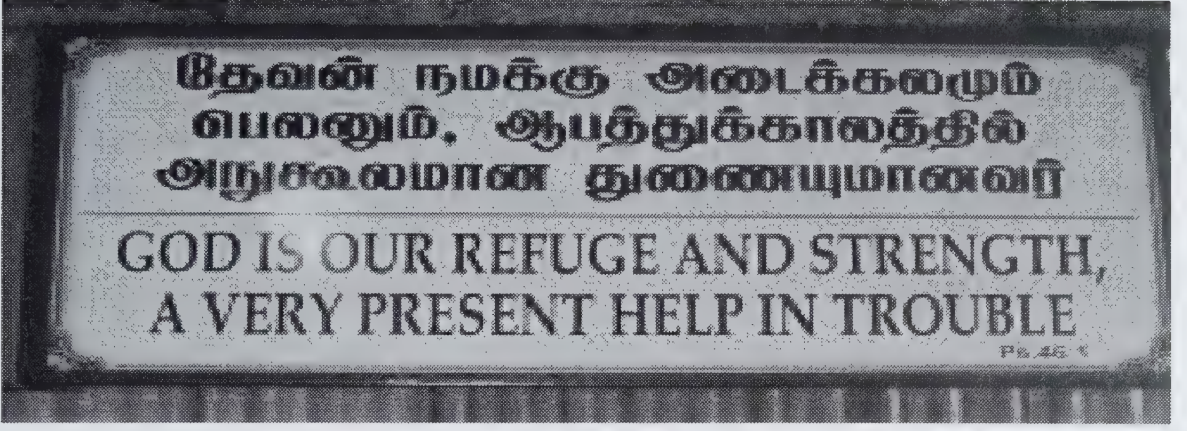 தேவன் நமக்கு அடைக்கலமும்
பெலனும், ஆபத்துக்காலத்தில்
அநுகூலமான துணையுமானவர்
GOD IS OUR REFUGE AND STRENGTH,
A VERY PRESENT HELP IN TROUBLE
Ps.46 1